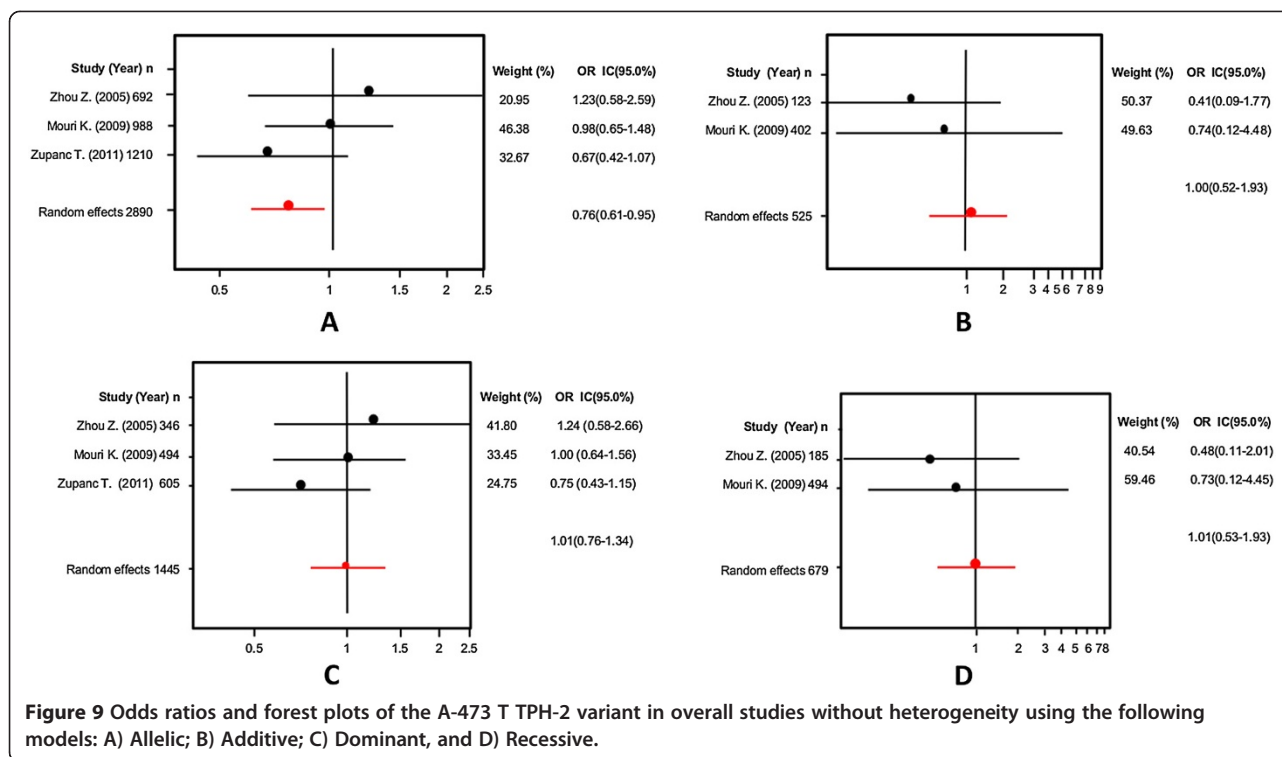 Study (Year) n Weight (%) OR IC(95.0%)
Zhou Z. (2005) 692 20.95 1.23(0.58-2.59)
Mouri K. (2009) 988 46.38 0.98(0.65-1.48)
Zupanc T. (2011) 1210 32.67 0.67(0.42-1.07)
Random effects 2890 0.76(0.61-0.95)
0.5 1 1.5 2 2.5
A
Study (Year) n Weight (%) OR IC(95.0%)
Zhou Z. (2005) 123 50.37 0.41(0.09-1.77)
Mouri K. (2009) 402 49.63 0.74(0.12-4.48)
1.00(0.52-1.93)
Random effects 525
1 2 3 4 5 6 7 8 9
B
Study (Year) n Weight (%) OR IC(95.0%)
Zhou Z. (2005) 346 41.80 1.24 (0.58-2.66)
Mouri K. (2009) 494 33.45 1.00 (0.64-1.56)
Zupanc T. (2011) 605 24.75 0.75 (0.43-1.15)
1.01(0.76-1.34)
Random effects 1445
0.5 1 1.5 2 2.5
C
Study (Year) n Weight (%) OR IC(95.0%)
Zhou Z. (2005) 185 40.54 0.48(0.11-2.01)
Mouri K. (2009) 494 59.46 0.73(0.12-4.45)
1.01(0.53-1.93)
Random effects 679
1 2 3 4 5 6 78
D
Figure 9 Odds ratios and forest plots of the A-473 T TPH-2 variant in overall studies without heterogeneity using the following
models: A) Allelic; B) Additive; C) Dominant, and D) Recessive.